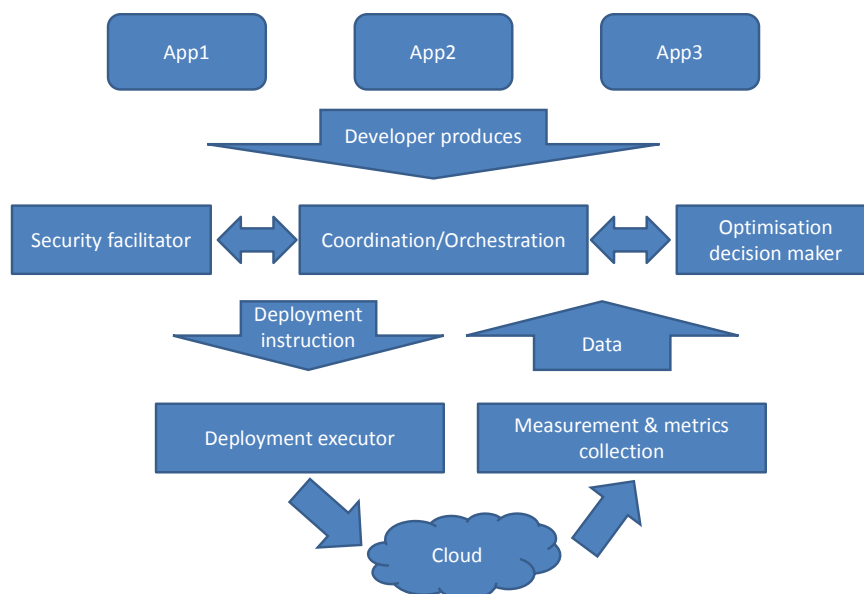 App1
App2
App3
Developer produces
Security facilitator
Coordination/Orchestration
Optimisation
decision maker
Deployment
instruction
Data
Deployment executor
Measurement & metrics
collection
Cloud